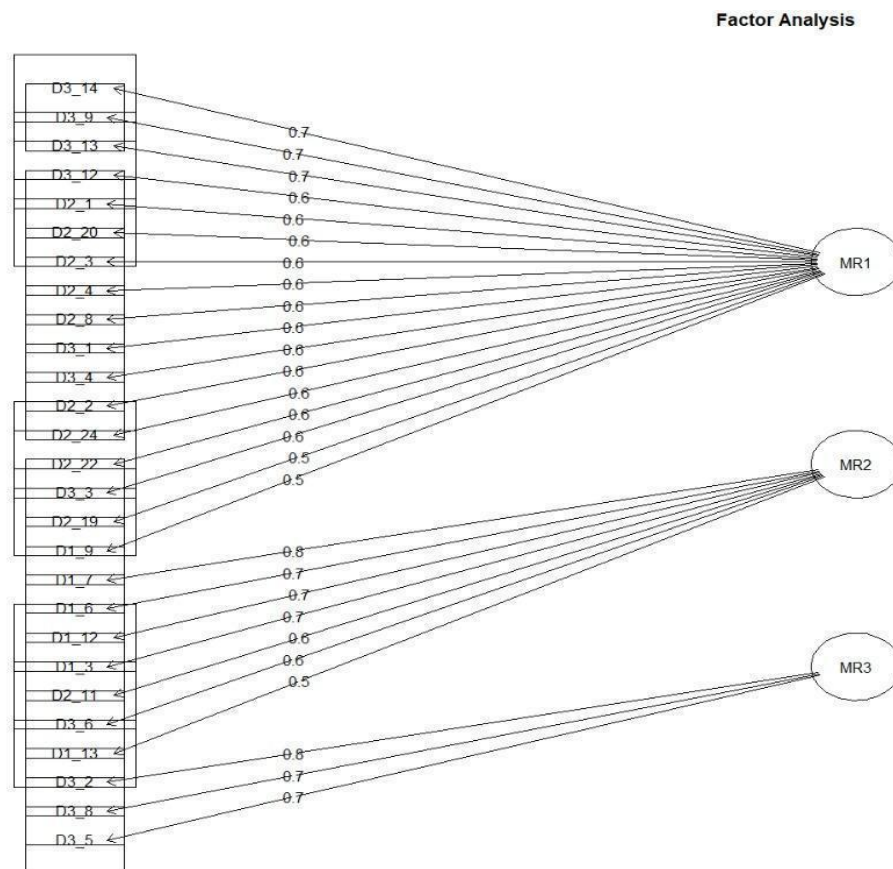 Factor Analysis
D3_14
D3_9
D3_13
D3_12
D2_1
D2_20
D2_3
D2_4
D2_8
D3_1
D3_4
D2_2
D2_24
D2_22
D3_3
D2_19
D1_9
D1_7
D1_6
D1_12
D1_3
D2_11
D3_6
D1_13
D3_2
D3_8
D3_5
0.7
0.7
0.7
0.6
0.6
0.6
0.6
0.6
0.6
0.6
0.6
0.6
0.6
0.6
0.6
0.5
0.5
0.8
0.7
0.7
0.7
0.6
0.6
0.5
0.8
0.7
0.7
MR1
MR2
MR3